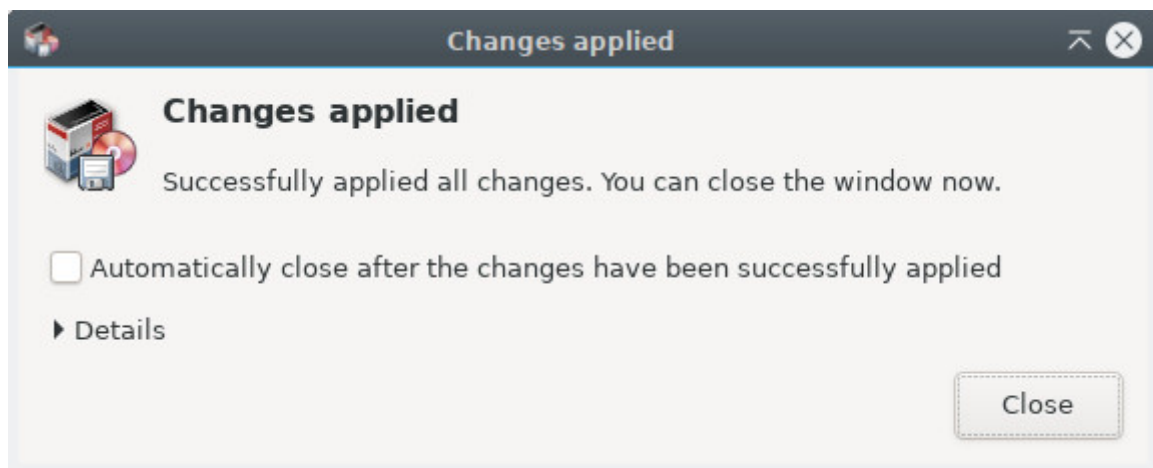 Changes applied
Changes applied
Successfully applied all changes. You can close the window now.
Automatically close after the changes have been successfully applied
Details
Close